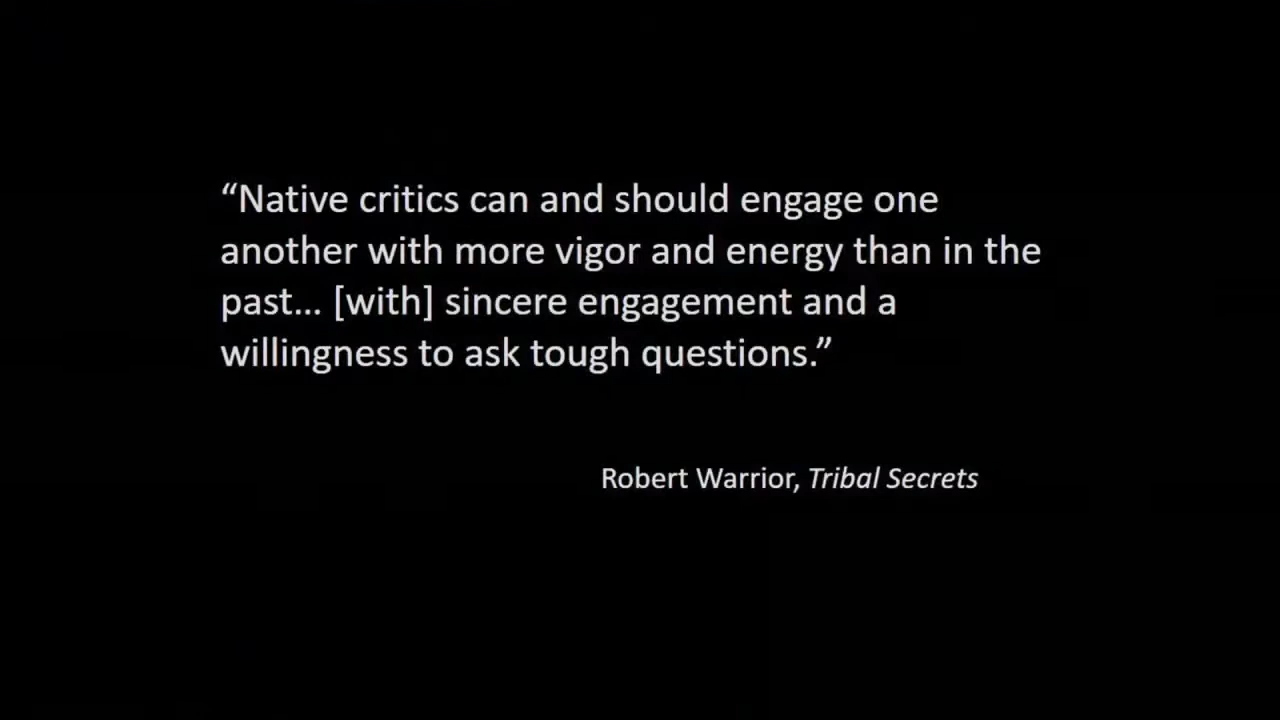 “Native critics can and should engage one
another with more vigor and energy than in the
past... [with] sincere engagement and a
willingness to ask tough questions.”
Robert Warrior, Tribal Secrets